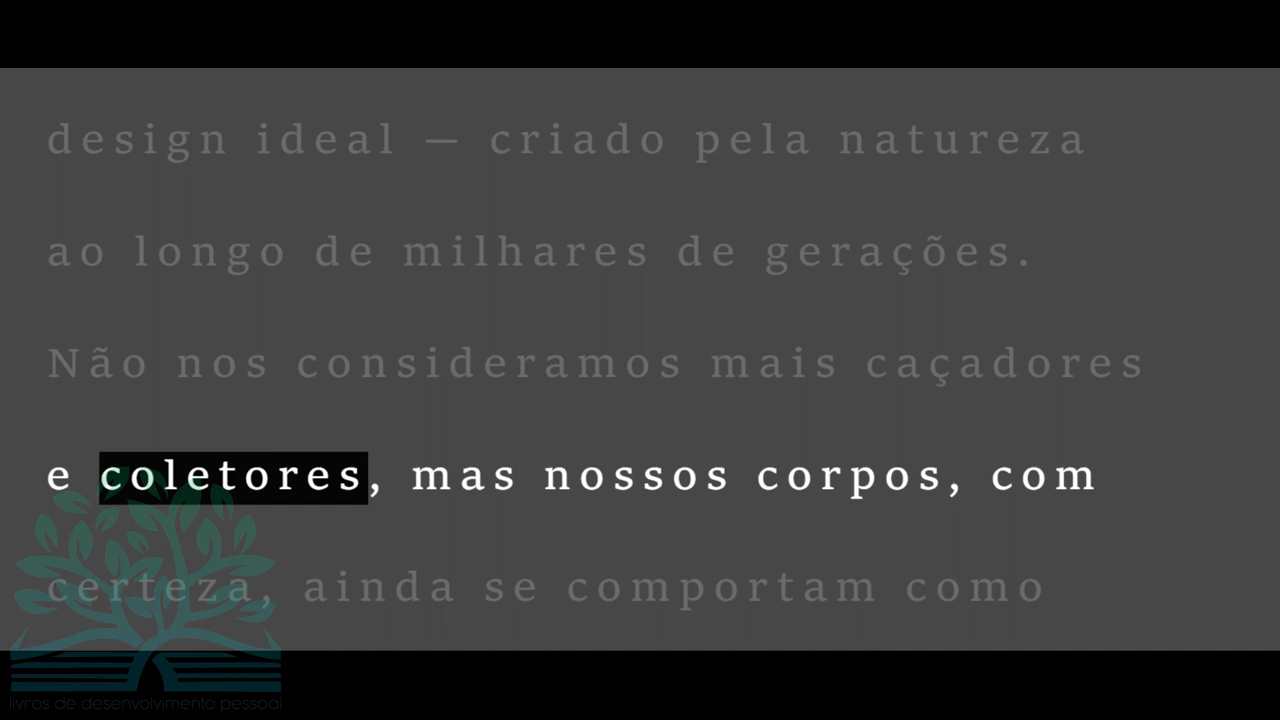 design ideal — criado pela natureza
ao longo de milhares de gerações.
Não nos consideramos mais caçadores
e coletores, mas nossos corpos, com
certeza, ainda se comportam como
livros de desenvolvimento pessoal